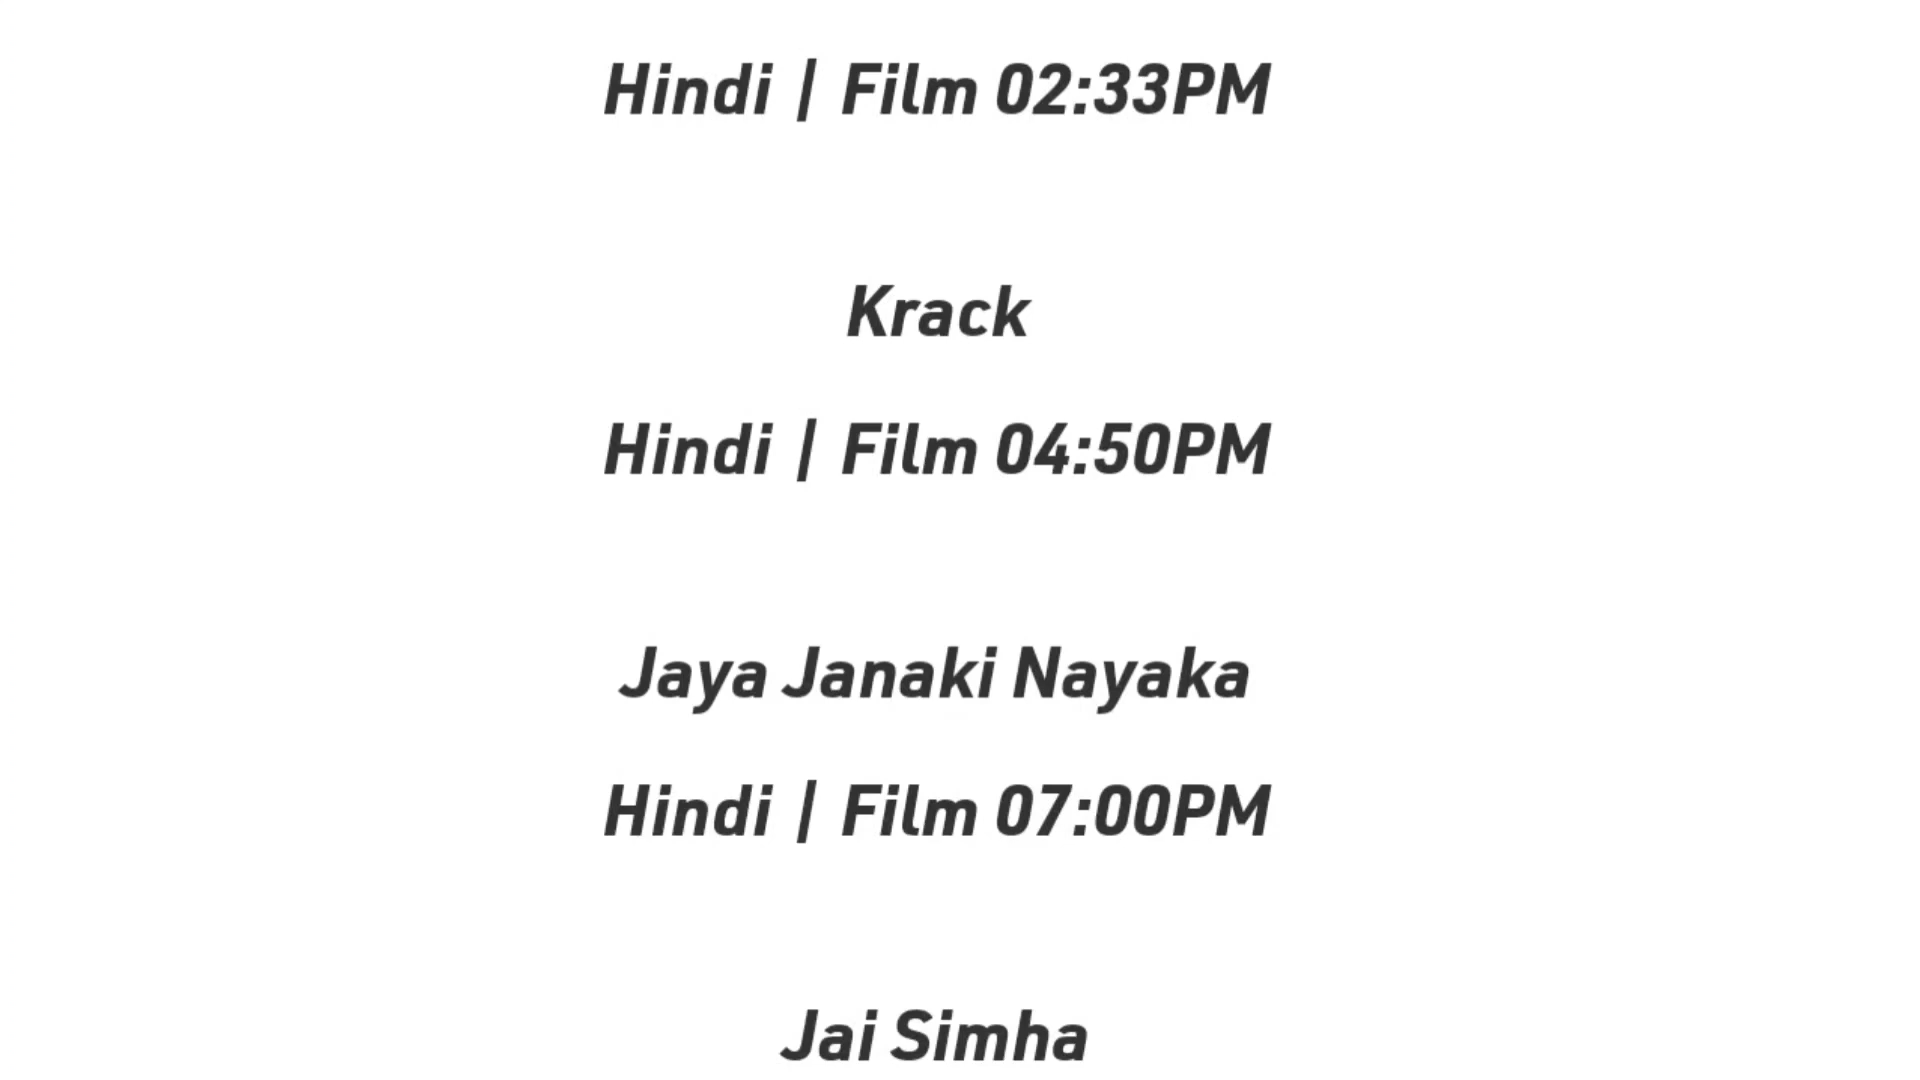 Hindi | Film 02:33PM
Krack
Hindi | Film 04:50PM
Jaya Janaki Nayaka
Hindi | Film 07:00PM
Jai Simha